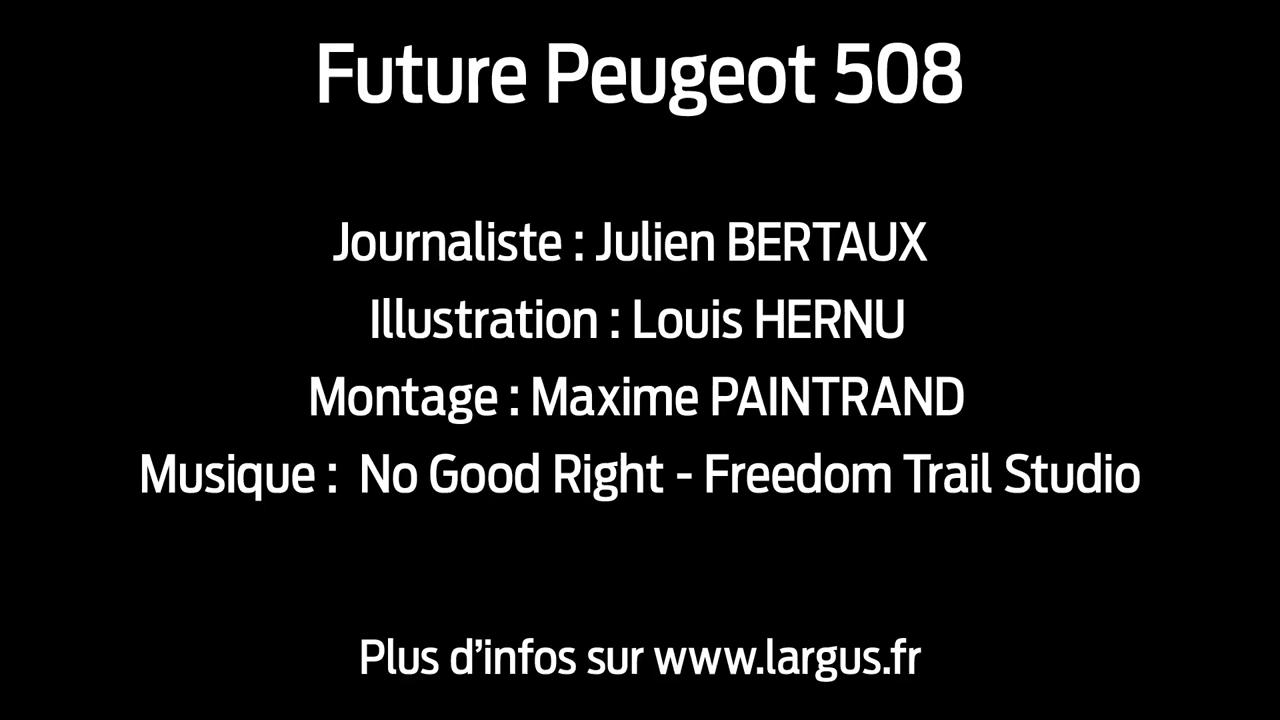 Future Peugeot 508
Journaliste : Julien BERTAUX
Illustration : Louis HERNU
Montage : Maxime PAINTRAND
Musique :  No Good Right - Freedom Trail Studio
Plus d’infos sur www.largus.fr